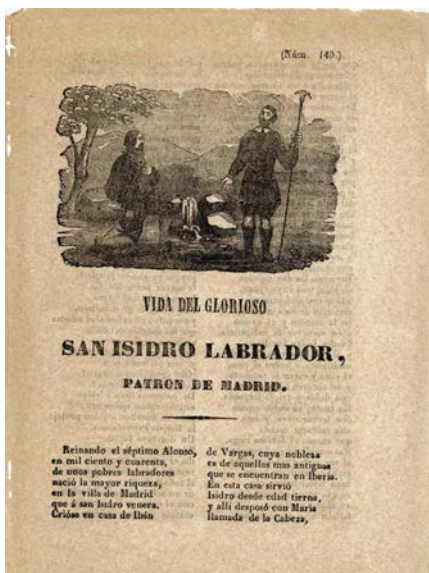 (Núm. 140.)
VIDA DEL GLORIOSO
SAN ISIDRO LABRADOR,
PATRON DE MADRID.
Reinando el séptimo Alonso,
en mil ciento y cuarenta,
de unos pobres labradores
nació la mayor riqueza,
en la villa de Madrid
que á san Isidro venera.
Crióse en casa de Ibán
de Vargas, cuya nobleza
es de aquellas mas antiguas
que se encuentran en Iberia.
En esta casa sirvió
Isidro desde edad tierna,
y allí desposó con María
llamada de la Cabeza,